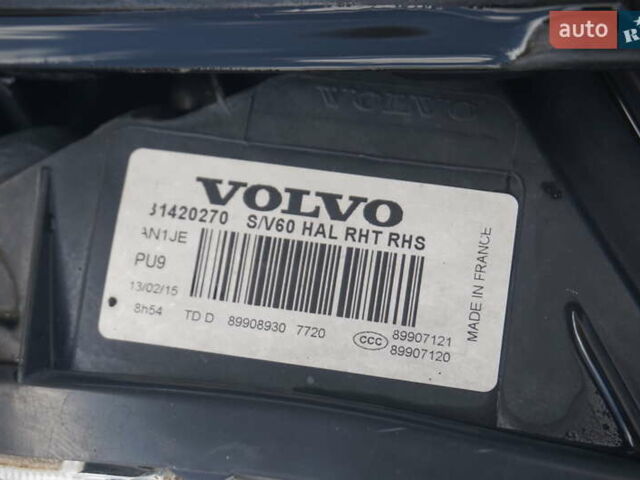 auto
R
VOLVO
VOLVO
31420270 S/V60 HAL RHT RHS
AN1JE
PU9
13/02/15
8h54 TD D 89908930 7720
CCC
89907121
89907120
MADE IN FRANCE